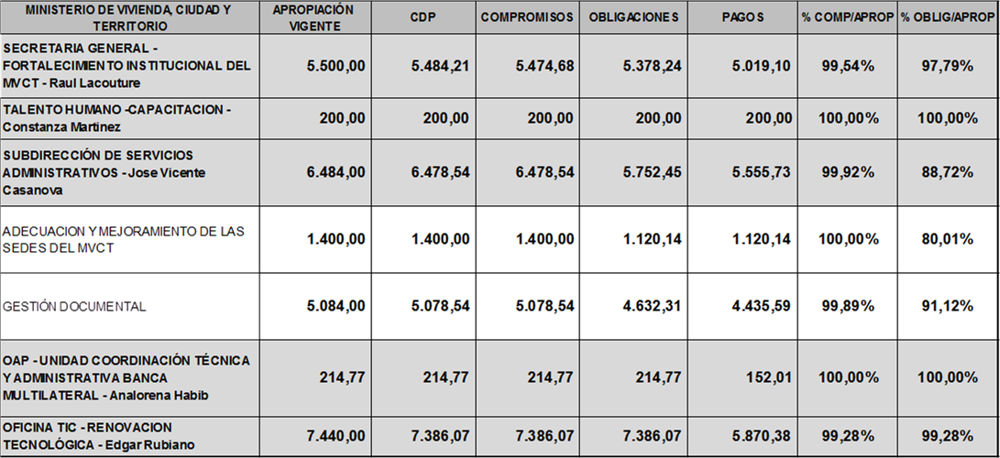 MINISTERIO DE VIVIENDA, CIUDAD Y TERRITORIO APROPIACIÓN VIGENTE CDP COMPROMISOS OBLIGACIONES PAGOS % COMP/APROP % OBLIG/APROP
SECRETARIA GENERAL -
FORTALECIMIENTO INSTITUCIONAL DEL 5.500,00 5.484,21 5.474,68 5.378,24 5.019,10 99,54% 97,79%
MVCT - Raul Lacouture
TALENTO HUMANO -CAPACITACION - 200,00 200,00 200,00 200,00 200,00 100,00% 100,00%
Constanza Martinez
SUBDIRECCIÓN DE SERVICIOS
ADMINISTRATIVOS - Jose Vicente 6.484,00 6.478,54 6.478,54 5.752,45 5.555,73 99,92% 88,72%
Casanova
ADECUACION Y MEJORAMIENTO DE LAS 1.400,00 1.400,00 1.400,00 1.120,14 1.120,14 100,00% 80,01%
SEDES DEL MVCT
GESTIÓN DOCUMENTAL 5.084,00 5.078,54 5.078,54 4.632,31 4.435,59 99,89% 91,12%
OAP - UNIDAD COORDINACIÓN TÉCNICA
Y ADMINISTRATIVA BANCA 214,77 214,77 214,77 214,77 152,01 100,00% 100,00%
MULTILATERAL - Analorena Habib
OFICINA TIC - RENOVACION 7.440,00 7.386,07 7.386,07 7.386,07 5.870,38 99,28% 99,28%
TECNOLÓGICA - Edgar Rubiano